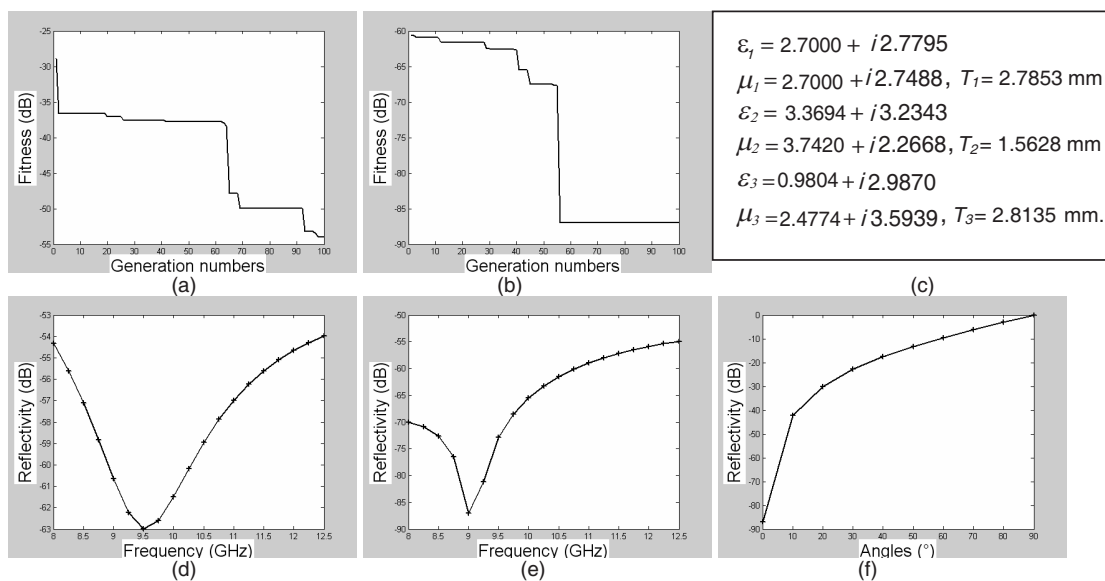 -25
-30
-35
-40
-45
-50
-55
0 10 20 30 40 50 60 70 80 90 100
Fitness (dB)
Generation numbers
(a)
-60
-65
-70
-75
-80
-85
-90
0 10 20 30 40 50 60 70 80 90 100
Fitness (dB)
Generation numbers
(b)
ε1 = 2.7000 + i 2.7795
μ1 = 2.7000 + i 2.7488 , T1 = 2.7853 mm
ε2 = 3.3694 + i 3.2343
μ2 = 3.7420 + i 2.2668 , T2 = 1.5628 mm
ε3 = 0.9804 + i 2.9870
μ3 = 2.4774 + i 3.5939 , T3 = 2.8135 mm.
(c)
-53
-54
-55
-56
-57
-58
-59
-60
-61
-62
-63
8 8.5 9 9.5 10 10.5 11 11.5 12 12.5
Reflectivity (dB)
Frequency (GHz)
(d)
-50
-55
-60
-65
-70
-75
-80
-85
-90
8 8.5 9 9.5 10 10.5 11 11.5 12 12.5
Reflectivity (dB)
Frequency (GHz)
(e)
0
-10
-20
-30
-40
-50
-60
-70
-80
-90
0 10 20 30 40 50 60 70 80 90
Reflectivity (dB)
Angles (°)
(f)